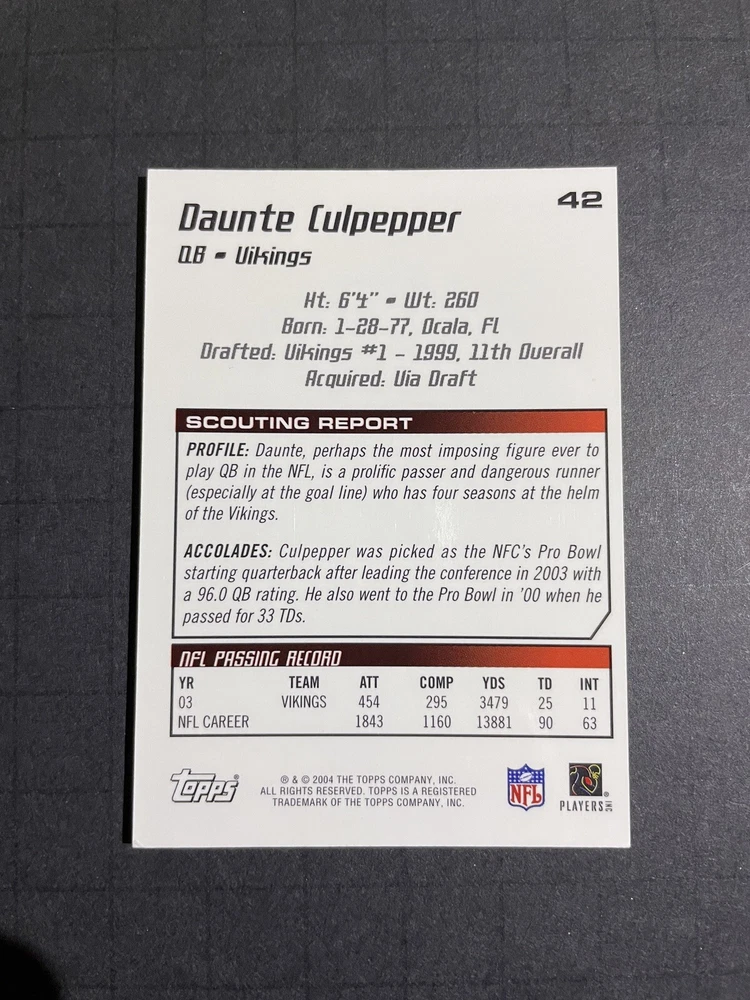 42
Daunte Culpepper
QB - Vikings
Ht: 6'4" - Wt: 260
Born: 1-28-77, Ocala, FL
Drafted: Vikings #1 - 1999, 11th Overall
Acquired: Via Draft
SCOUTING REPORT
PROFILE: Daunte, perhaps the most imposing figure ever to
play QB in the NFL, is a prolific passer and dangerous runner
(especially at the goal line) who has four seasons at the helm
of the Vikings.
ACCOLADES: Culpepper was picked as the NFC's Pro Bowl
starting quarterback after leading the conference in 2003 with
a 96.0 QB rating. He also went to the Pro Bowl in '00 when he
passed for 33 TDs.
NFL PASSING RECORD
YR TEAM ATT COMP YDS TD INT
03 VIKINGS 454 295 3479 25 11
NFL CAREER 1843 1160 13881 90 63
Topps®
® & © 2004 THE TOPPS COMPANY, INC.
ALL RIGHTS RESERVED. TOPPS IS A REGISTERED
TRADEMARK OF THE TOPPS COMPANY, INC.
NFL
PLAYERS INC